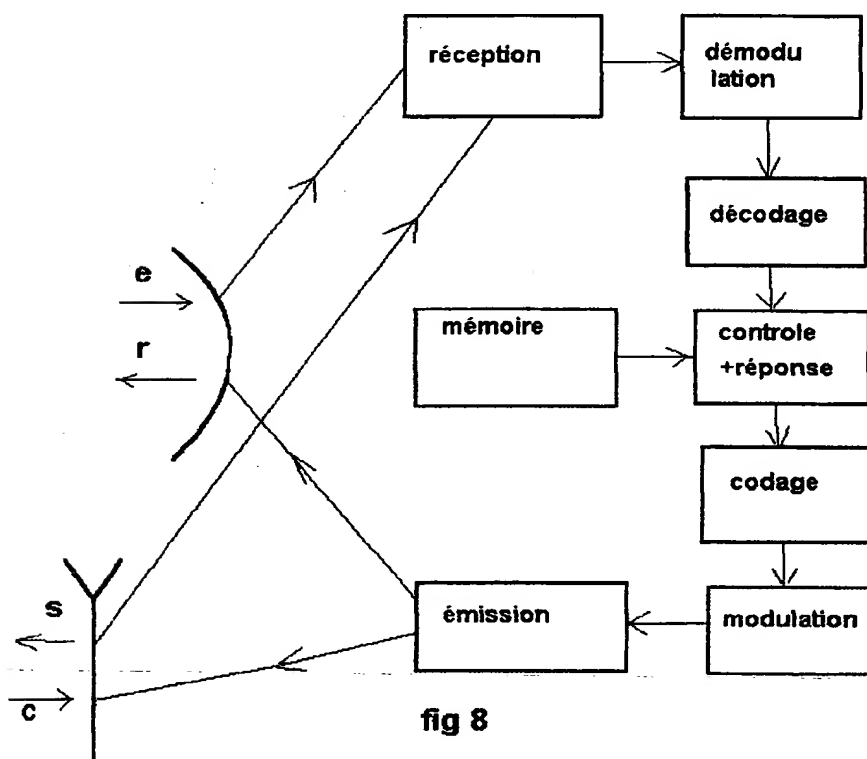 réception
démodu
lation
décodage
e
r
mémoire
controle
+réponse
codage
s
c
émission
modulation
fig 8